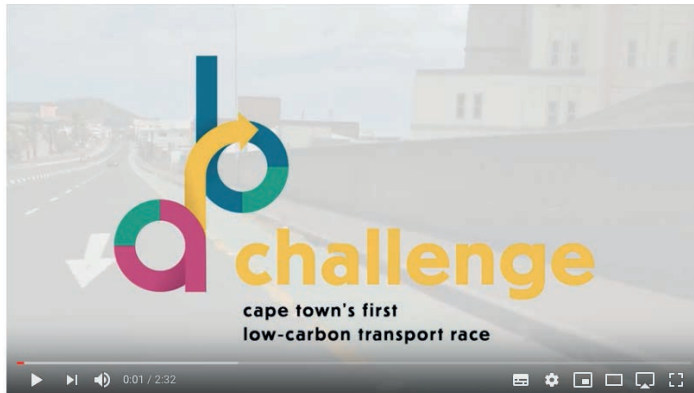 ab challenge
cape town's first
low-carbon transport race
0:01 / 2:32